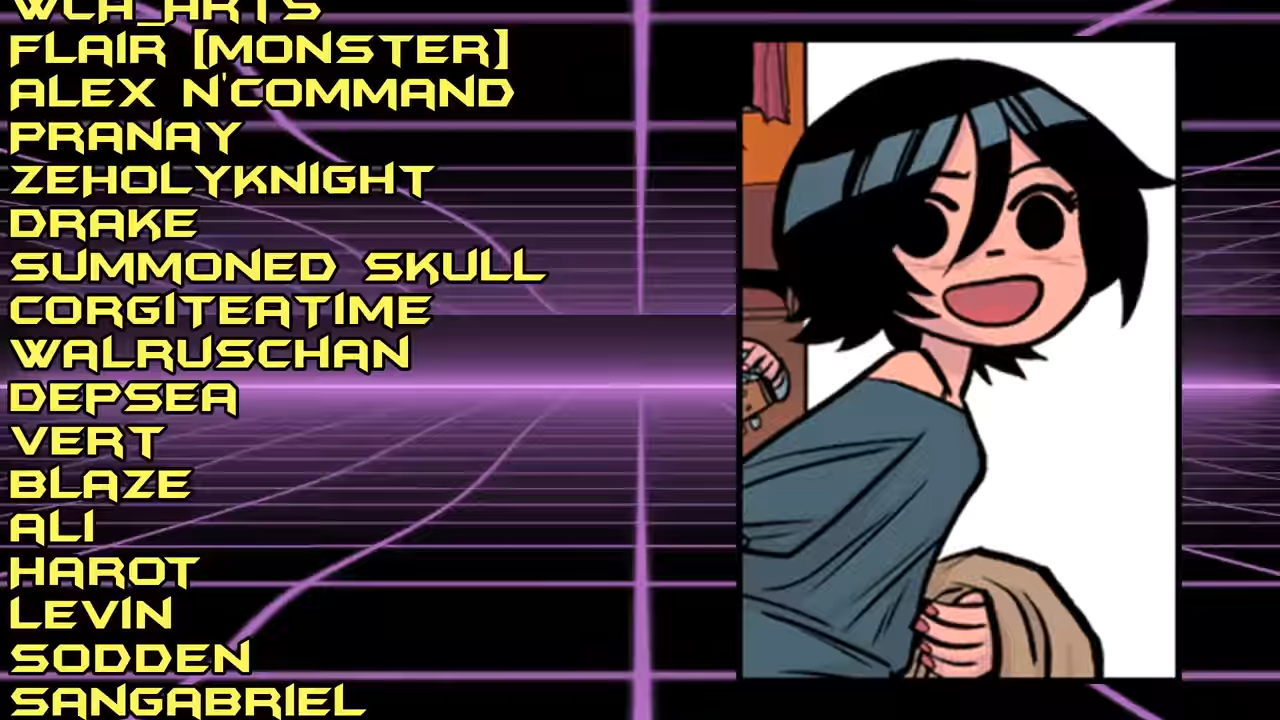 WCA_ARTS
FLAIR [MONSTER]
ALEX N'COMMAND
PRANAY
ZEHOLYKNIGHT
DRAKE
SUMMONED SKULL
CORGITEATIME
WALRUSCHAN
DEPSEA
VERT
BLAZE
ALI
HAROT
LEVIN
SODDEN
SANGABRIEL